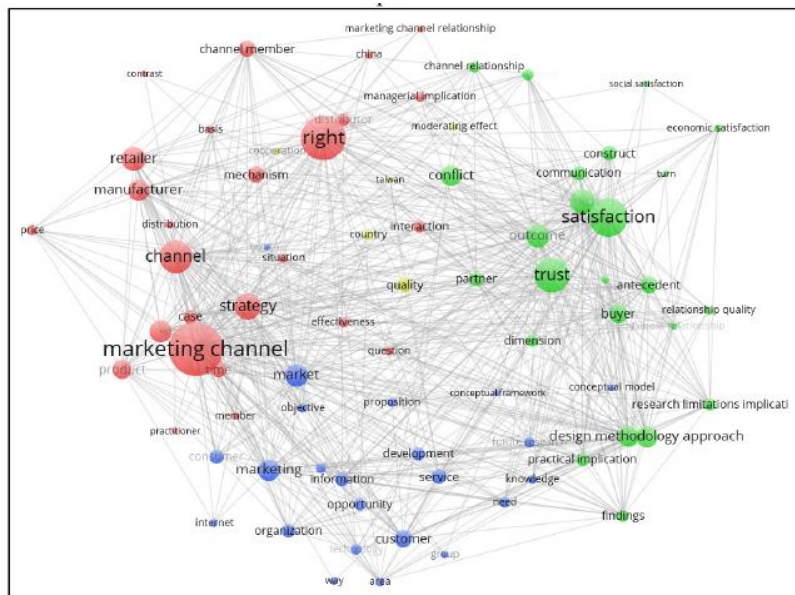 marketing channel relationship
channel member
china
channel relationship
contrast
managerial implication
social satisfaction
distributor
moderating effect
economic satisfaction
basis
right
cooperation
construct
retailer
mechanism
taiwan
conflict
communication
turn
manufacturer
satisfaction
price
distribution
country
interaction
outcome
channel
situation
trust
quality
partner
antecedent
strategy
case
effectiveness
buyer
relationship quality
marketing channel
dimension
product
time
question
market
conceptual framework
conceptual model
objective
proposition
research limitations implicati
member
practitioner
future research
design methodology approach
consumer
development
practical implication
marketing
information
service
knowledge
opportunity
need
internet
organization
findings
customer
technology
group
way
area